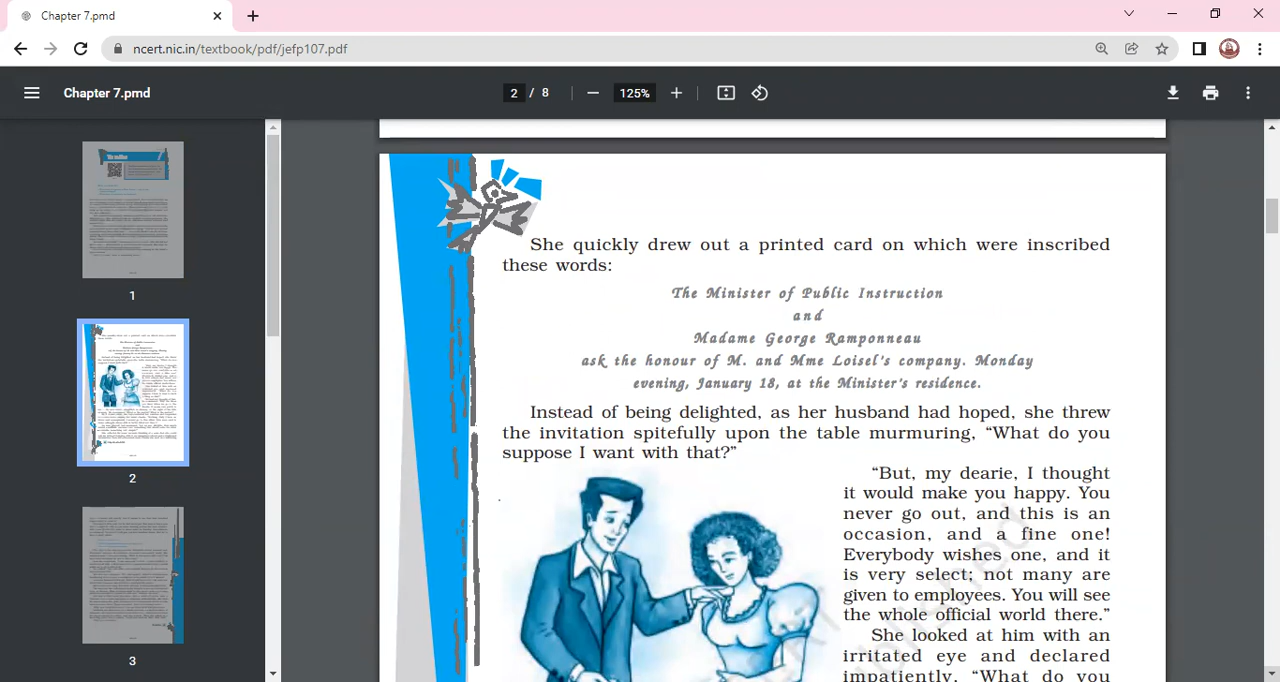 Chapter 7.pmd
ncert.nic.in/textbook/pdf/jefp107.pdf
Chapter 7.pmd
2 / 8
125%
She quickly drew out a printed card on which were inscribed
these words:
The Minister of Public Instruction
and
Madame George Ramponneau
ask the honour of M. and Mme Loisel's company. Monday
evening, January 18, at the Minister's residence.
Instead of being delighted, as her husband had hoped, she threw
the invitation spitefully upon the table murmuring, “What do you
suppose I want with that?”
“But, my dearie, I thought
it would make you happy. You
never go out, and this is an
occasion, and a fine one!
Everybody wishes one, and it
is very select; not many are
given to employees. You will see
the whole official world there.”
She looked at him with an
irritated eye and declared
impatiently, “What do you
1
2
3